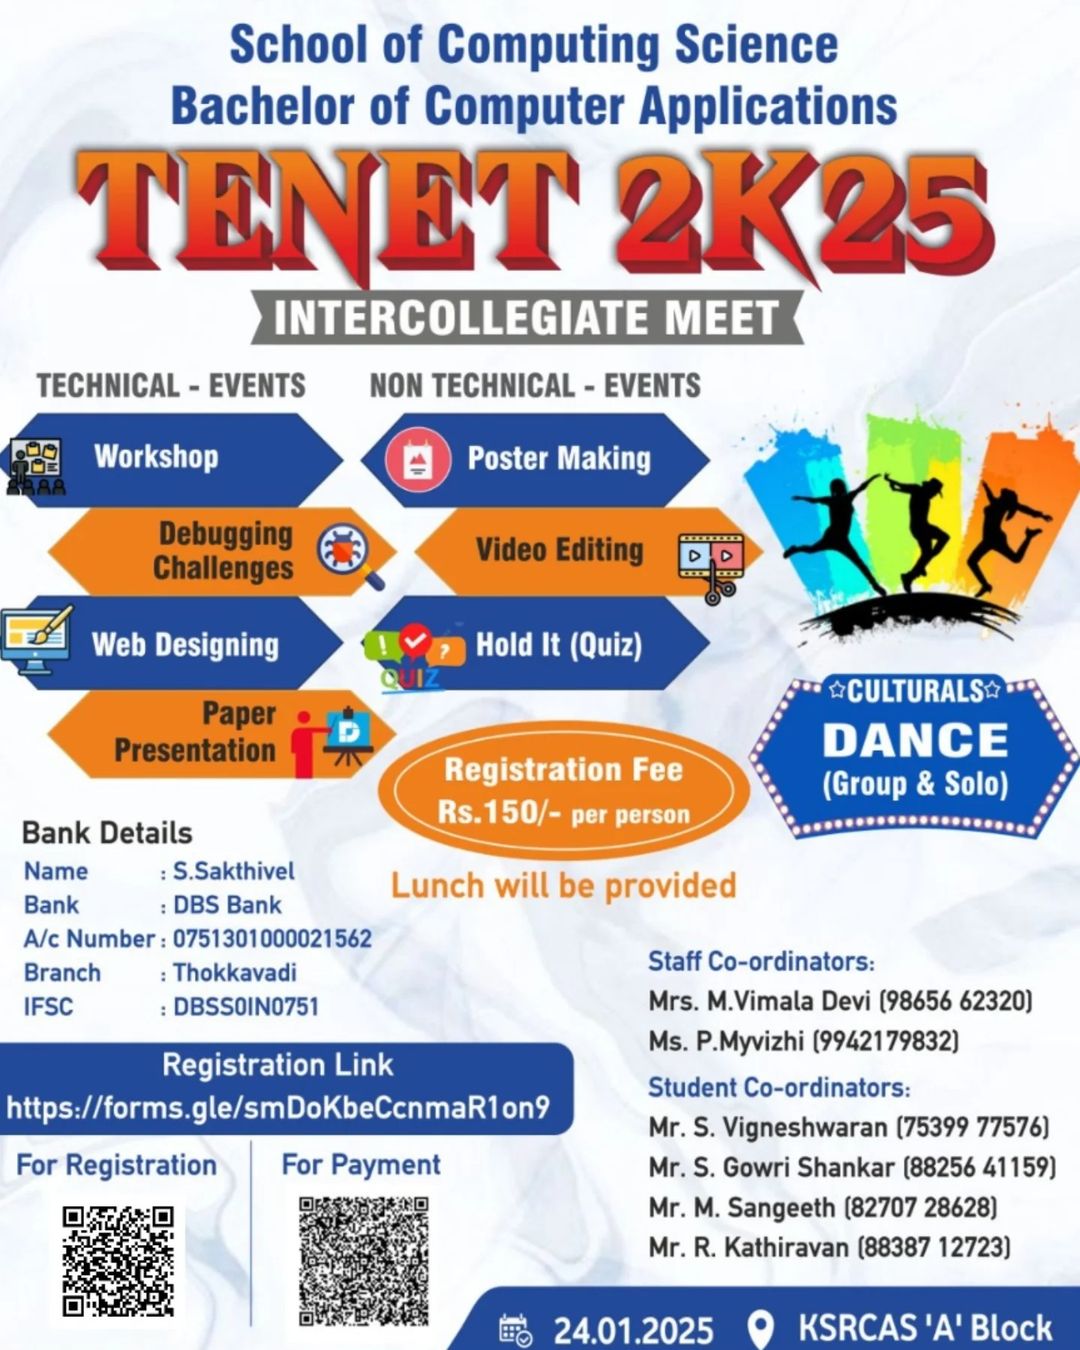 School of Computing Science
Bachelor of Computer Applications
TENET 2K25
INTERCOLLEGIATE MEET
TECHNICAL - EVENTS
Workshop
Debugging
Challenges
Web Designing
Paper
Presentation
NON TECHNICAL - EVENTS
Poster Making
Video Editing
Hold It (Quiz)
QUIZ
☆CULTURALS☆
DANCE
(Group & Solo)
Registration Fee
Rs.150/- per person
Lunch will be provided
Bank Details
Name : S.Sakthivel
Bank : DBS Bank
A/c Number : 0751301000021562
Branch : Thokkavadi
IFSC : DBSS0IN0751
Registration Link
https://forms.gle/smDoKbeCcnmaR1on9
For Registration
For Payment
Staff Co-ordinators:
Mrs. M.Vimala Devi (98656 62320)
Ms. P.Myvizhi (9942179832)
Student Co-ordinators:
Mr. S. Vigneshwaran (75399 77576)
Mr. S. Gowri Shankar (88256 41159)
Mr. M. Sangeeth (82707 28628)
Mr. R. Kathiravan (88387 12723)
24.01.2025
KSRCAS 'A' Block